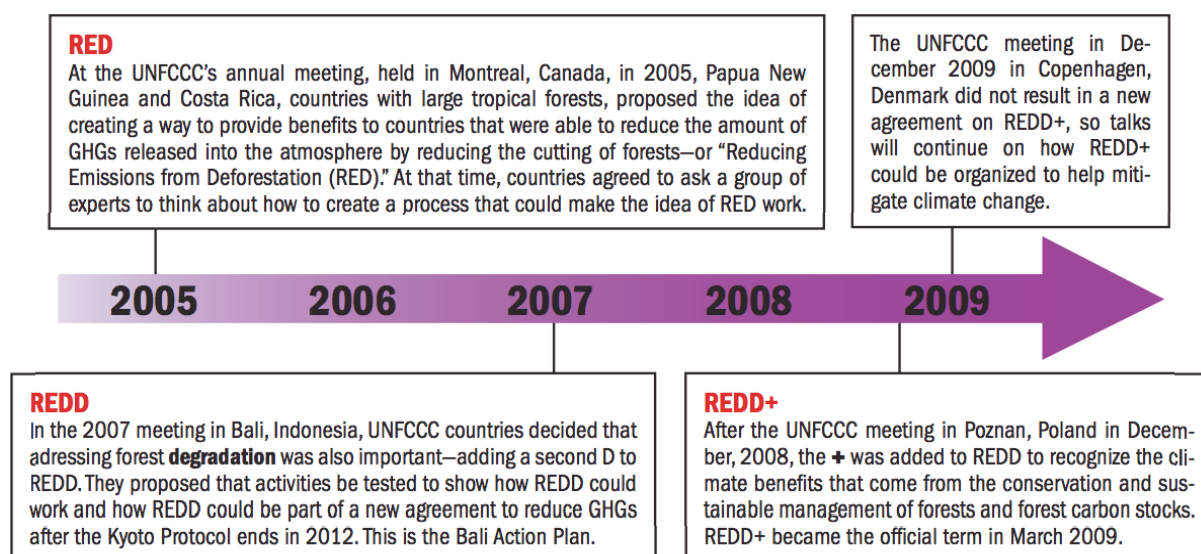 RED
At the UNFCCC's annual meeting, held in Montreal, Canada, in 2005, Papua New
Guinea and Costa Rica, countries with large tropical forests, proposed the idea of
creating a way to provide benefits to countries that were able to reduce the amount of
GHGs released into the atmosphere by reducing the cutting of forests—or “Reducing
Emissions from Deforestation (RED).” At that time, countries agreed to ask a group of
experts to think about how to create a process that could make the idea of RED work.
The UNFCCC meeting in De-
cember 2009 in Copenhagen,
Denmark did not result in a new
agreement on REDD+, so talks
will continue on how REDD+
could be organized to help miti-
gate climate change.
2005 2006 2007 2008 2009
REDD
In the 2007 meeting in Bali, Indonesia, UNFCCC countries decided that
adressing forest degradation was also important—adding a second D to
REDD. They proposed that activities be tested to show how REDD could
work and how REDD could be part of a new agreement to reduce GHGs
after the Kyoto Protocol ends in 2012. This is the Bali Action Plan.
REDD+
After the UNFCCC meeting in Poznan, Poland in Decem-
ber, 2008, the + was added to REDD to recognize the cli-
mate benefits that come from the conservation and sus-
tainable management of forests and forest carbon stocks.
REDD+ became the official term in March 2009.